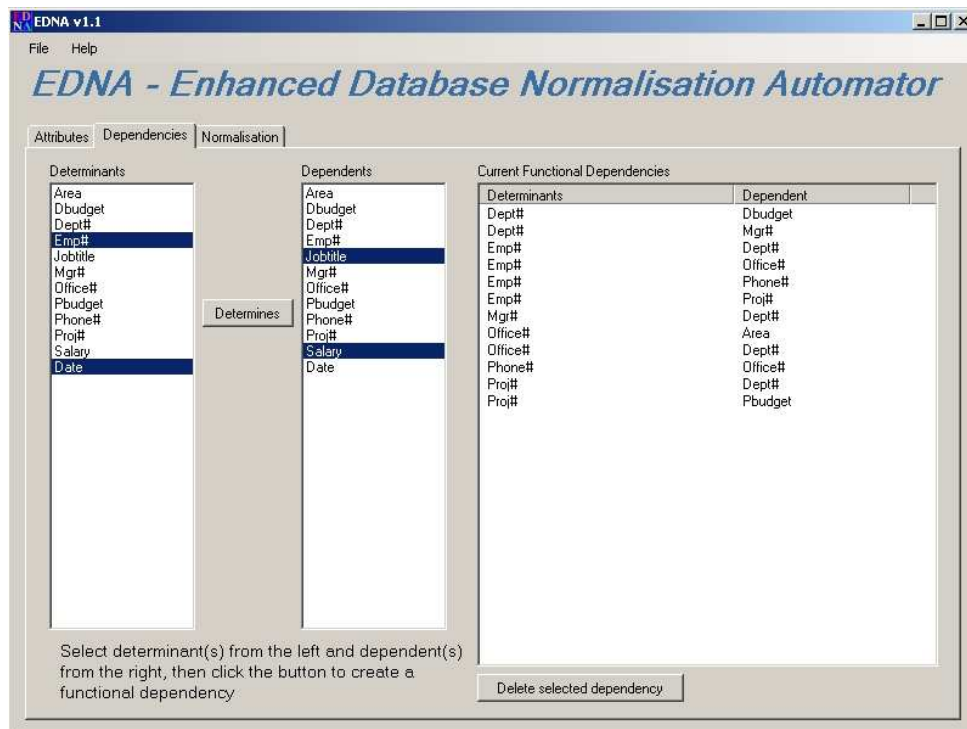 EDNA v1.1
File Help
EDNA - Enhanced Database Normalisation Automator
Attributes Dependencies Normalisation
Determinants
Area
Dbudget
Dept#
Emp#
Jobtitle
Mgr#
Office#
Pbudget
Phone#
Proj#
Salary
Date
Determines
Dependents
Area
Dbudget
Dept#
Emp#
Jobtitle
Mgr#
Office#
Pbudget
Phone#
Proj#
Salary
Date
Select determinant(s) from the left and dependent(s)
from the right, then click the button to create a
functional dependency
Current Functional Dependencies
Determinants Dependent
Dept# Dbudget
Dept# Mgr#
Emp# Dept#
Emp# Office#
Emp# Phone#
Emp# Proj#
Mgr# Dept#
Office# Area
Office# Dept#
Phone# Office#
Proj# Dept#
Proj# Pbudget
Delete selected dependency